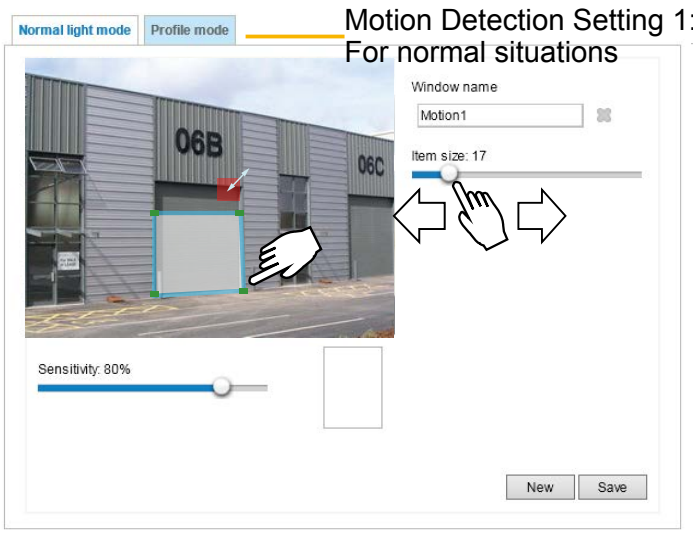 Normal light mode
Profile mode
Motion Detection Setting 1:
For normal situations
Window name
Motion1
Item size: 17
06B
06C
Sensitivity: 80%
New
Save